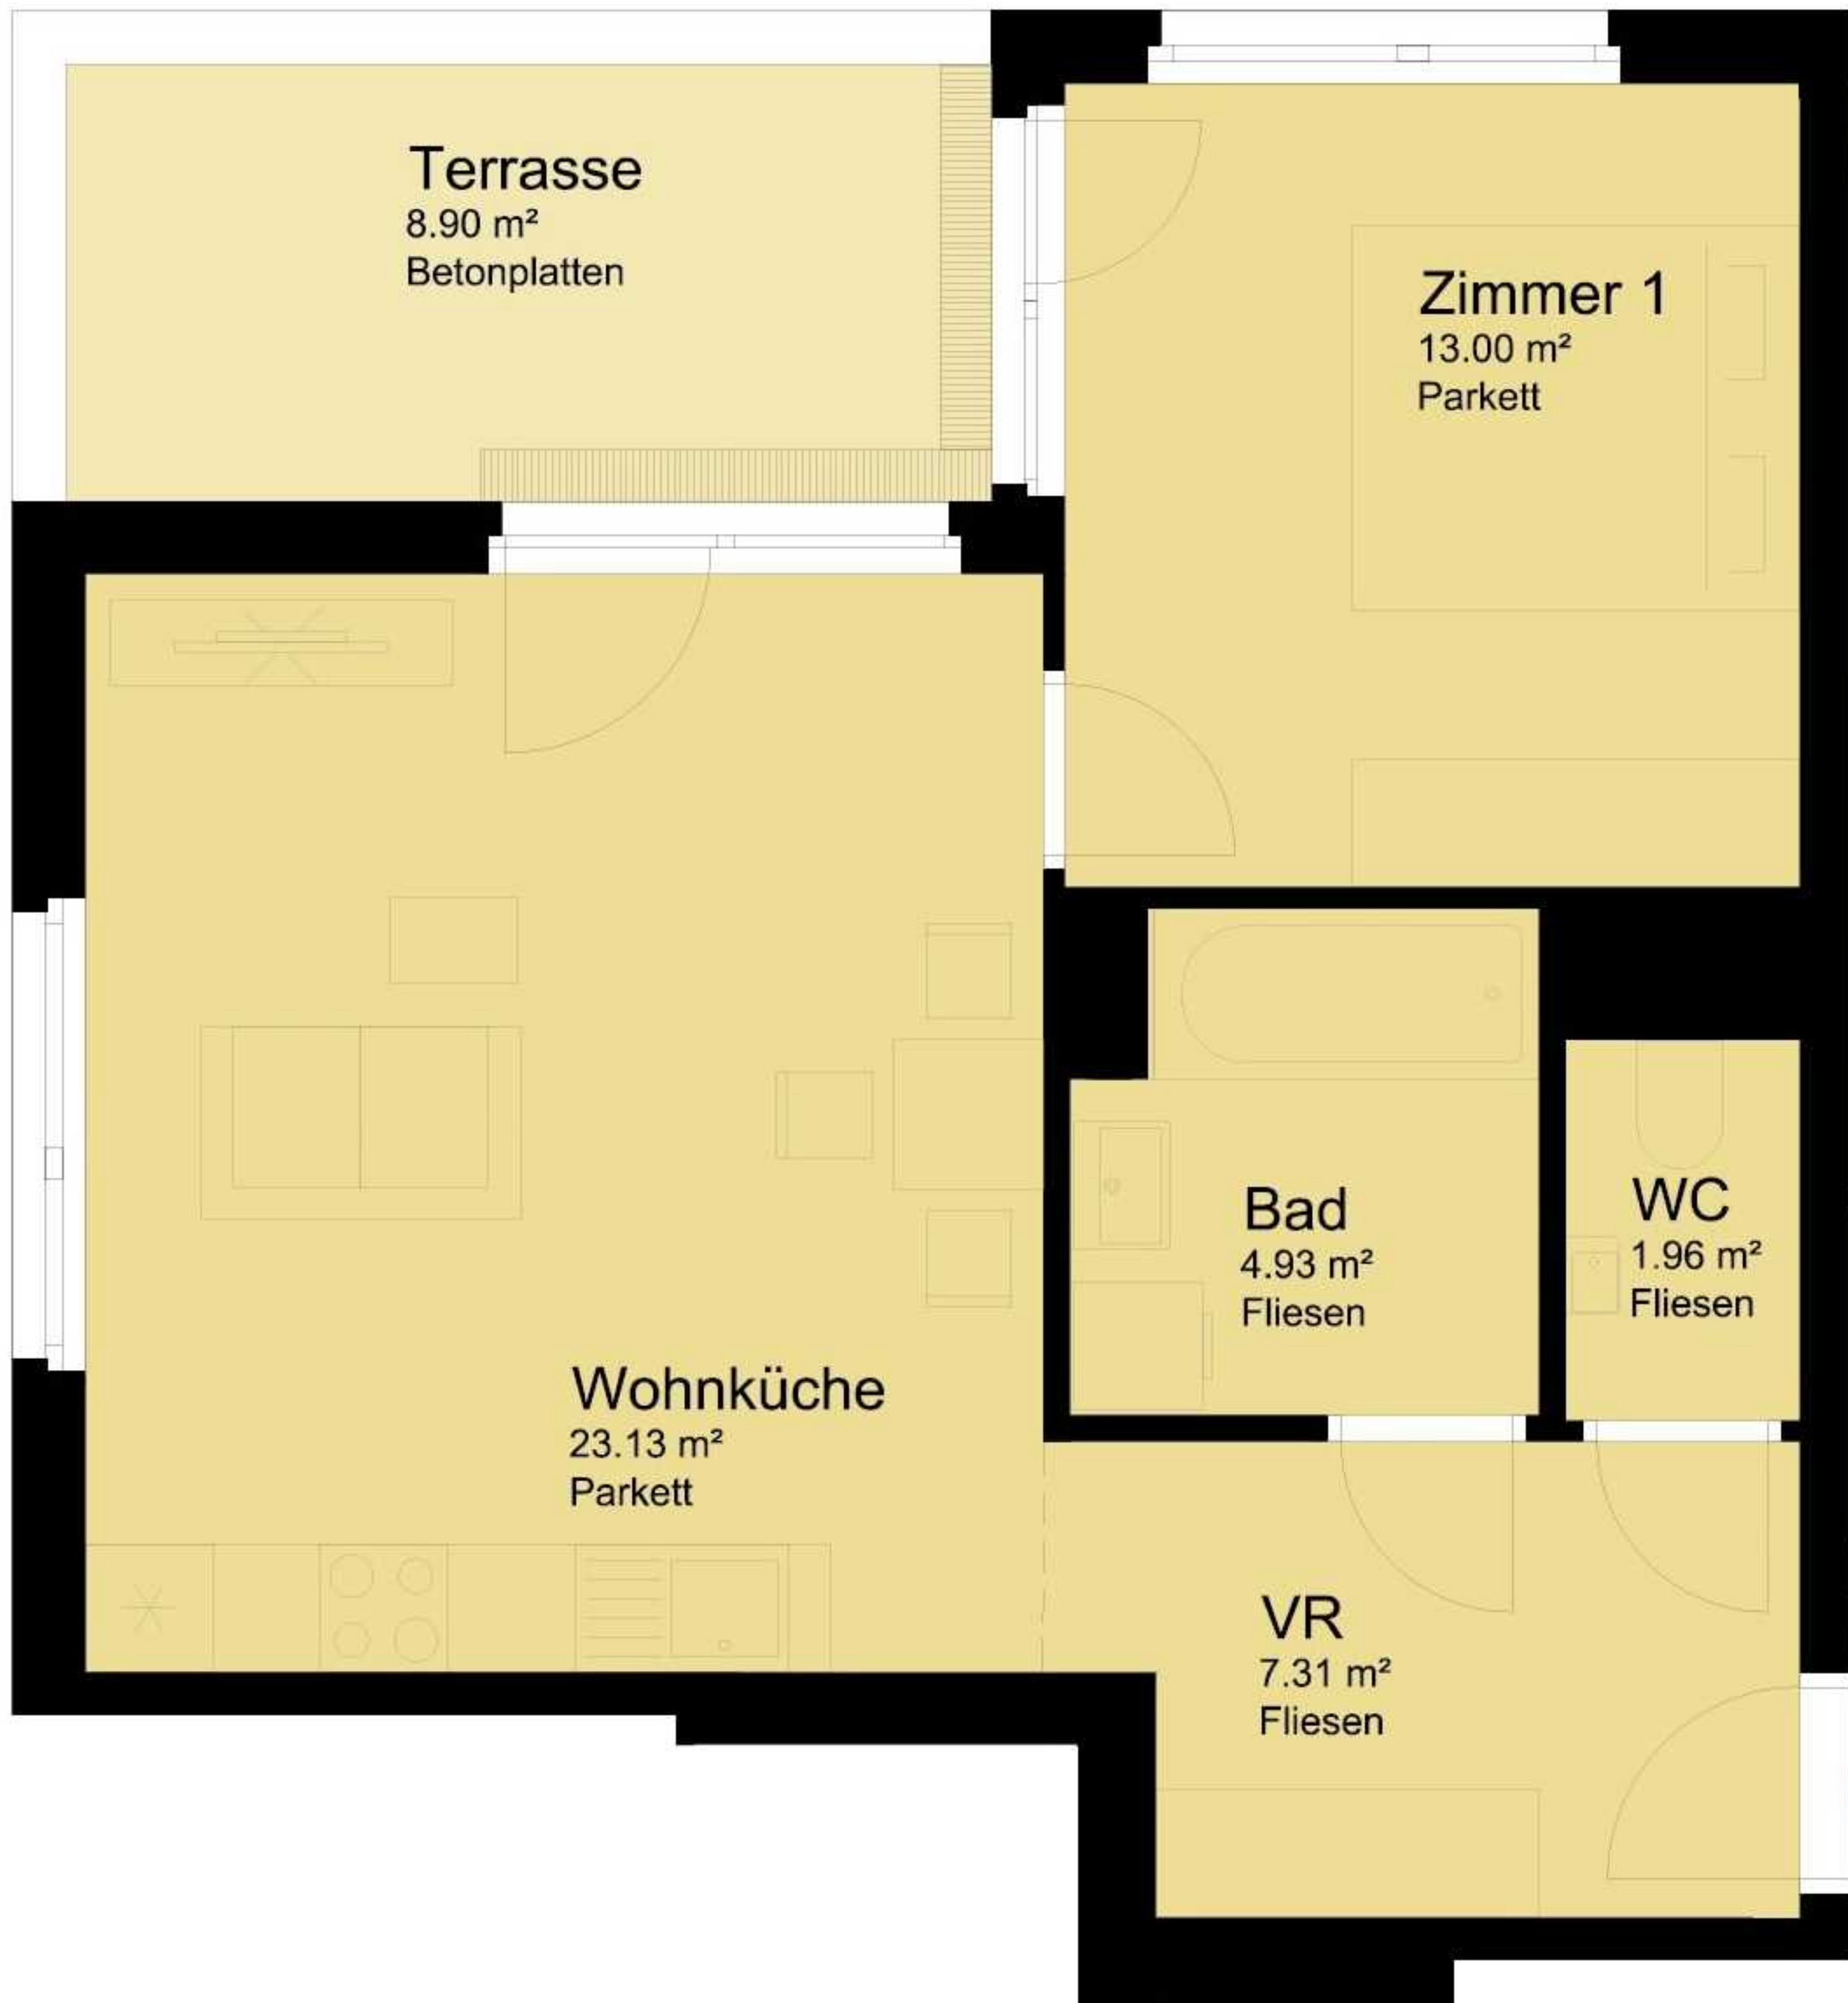 Terrasse
8.90 m²
Betonplatten
Zimmer 1
13.00 m²
Parkett
Bad
4.93 m²
Fliesen
WC
1.96 m²
Fliesen
Wohnküche
23.13 m²
Parkett
VR
7.31 m²
Fliesen